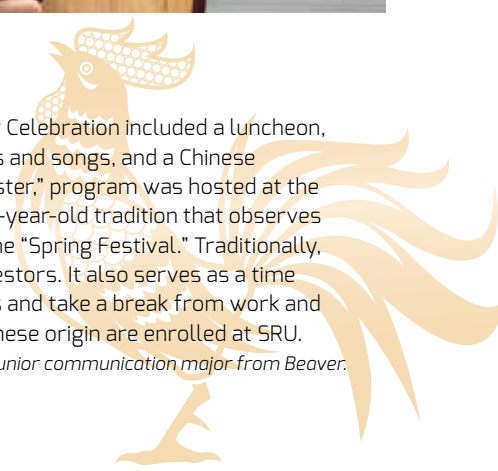 Celebration included a luncheon,
s and songs, and a Chinese
ster,” program was hosted at the
-year-old tradition that observes
he “Spring Festival.” Traditionally,
estors. It also serves as a time
s and take a break from work and
nese origin are enrolled at SRU.
unior communication major from Beaver.